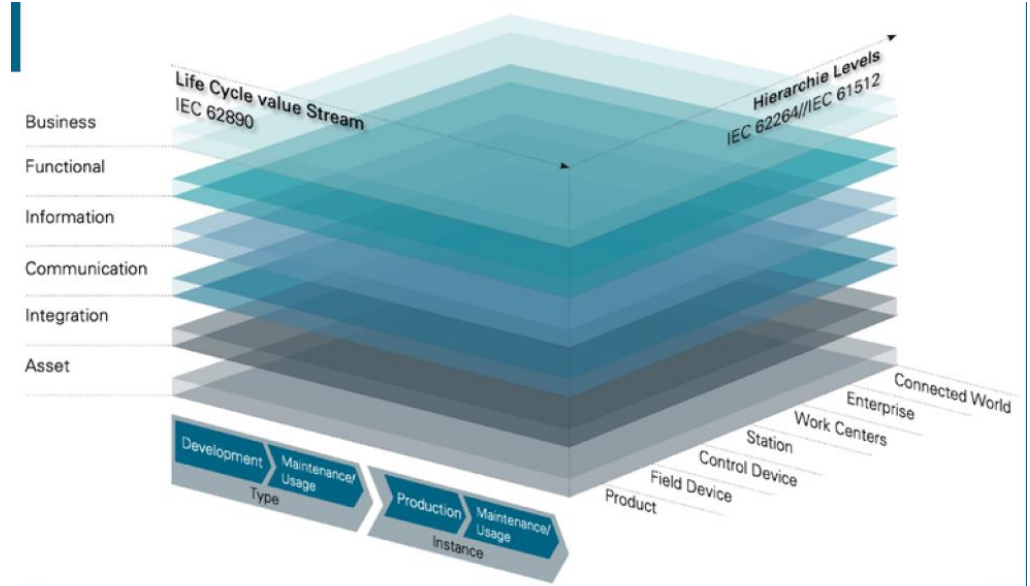 Life Cycle value Stream
IEC 62890
Hierarchie Levels
IEC 62264//IEC 61512
Business
Functional
Information
Communication
Integration
Asset
Development
Maintenance/
Usage
Type
Production
Maintenance/
Usage
Instance
Connected World
Enterprise
Work Centers
Station
Control Device
Field Device
Product